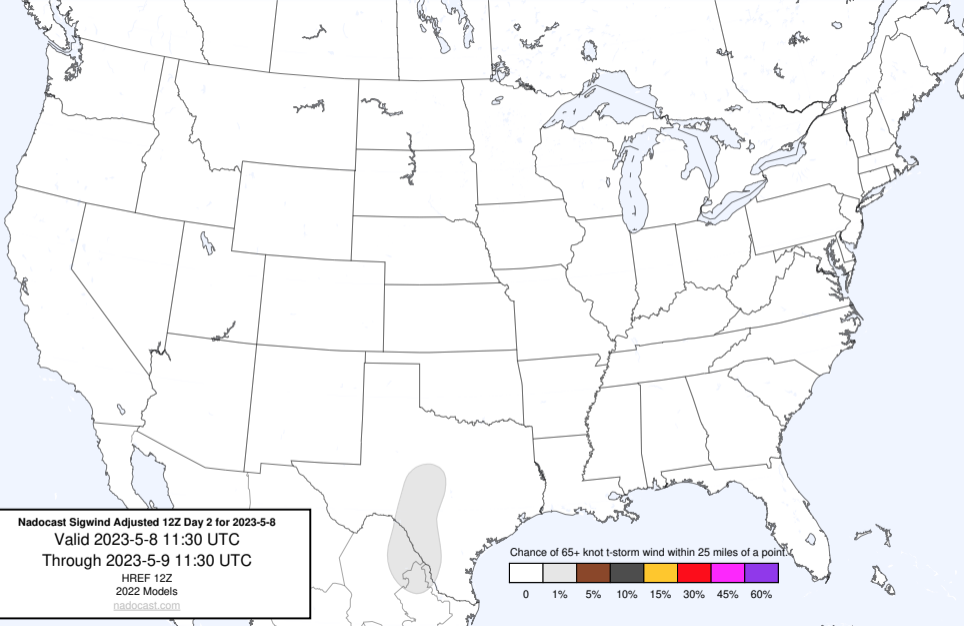 Nadocast Sigwind Adjusted 12Z Day 2 for 2023-5-8
Valid 2023-5-8 11:30 UTC
Through 2023-5-9 11:30 UTC
HREF 12Z
2022 Models
nadocast.com
Chance of 65+ knot t-storm wind within 25 miles of a point.
0 1% 5% 10% 15% 30% 45% 60%